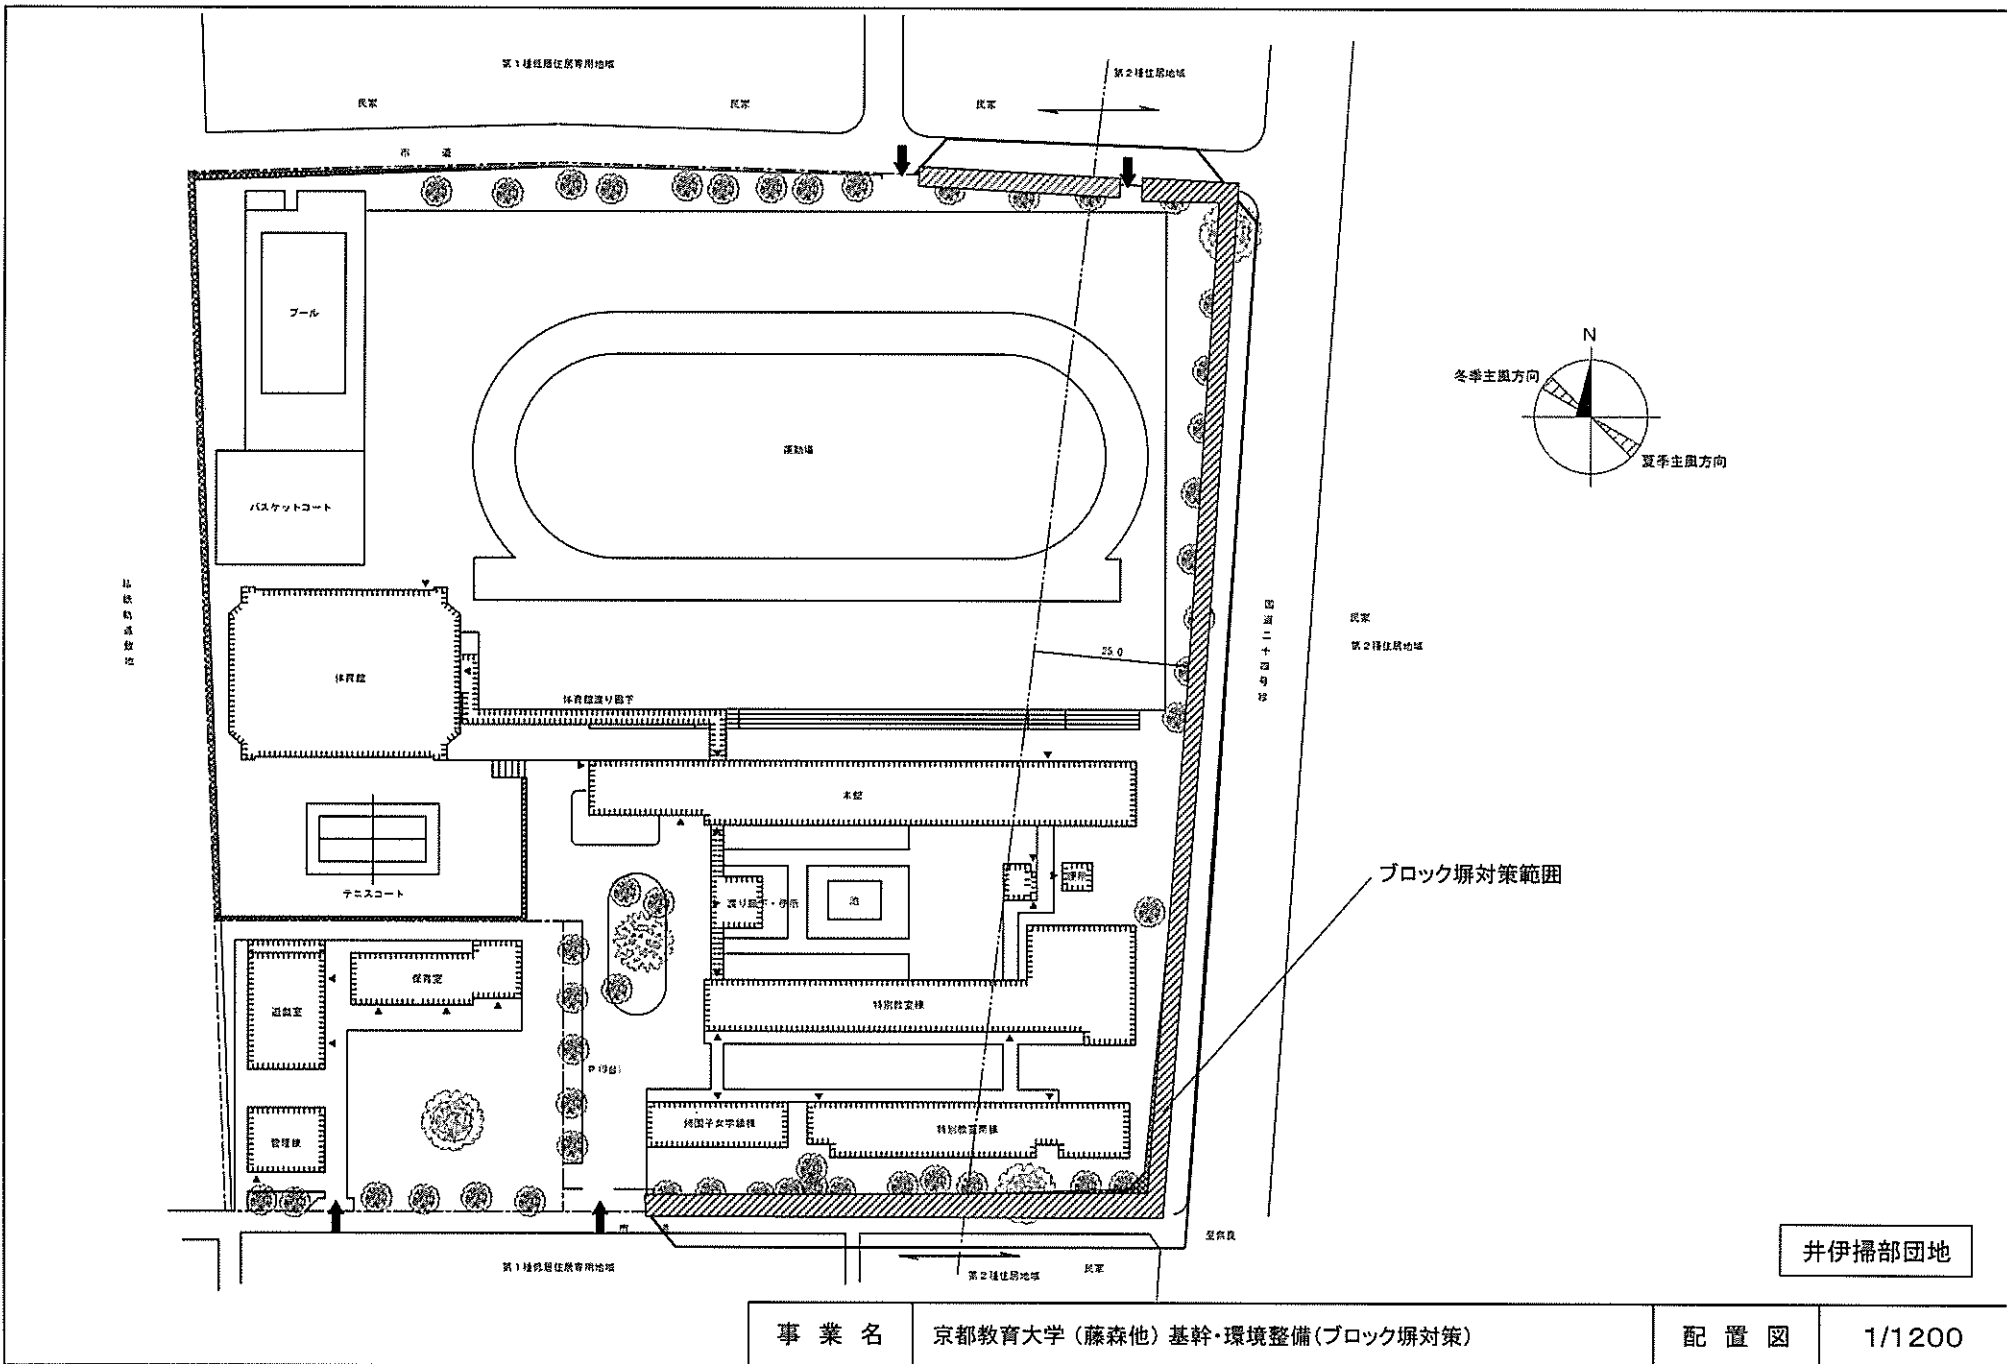 第1種低層住居専用地域
第2種住居地域
民家
民家
民家
市 道
プール
N
冬季主風方向
夏季主風方向
運動場
バスケットコート
国道二十四号線
民家
第2種住居地域
25.0
体育館
体育館渡り廊下
本館
テニスコート
ブロック塀対策範囲
池
便所
保育室
遊戯室
特別教室棟
P(9台)
管理棟
帰国子女学級棟
至奈良
第1種低層住居専用地域
第2種住居地域
民家
井伊掃部団地
事業名
京都教育大学(藤森他)基幹・環境整備(ブロック塀対策)
配置図
1/1200